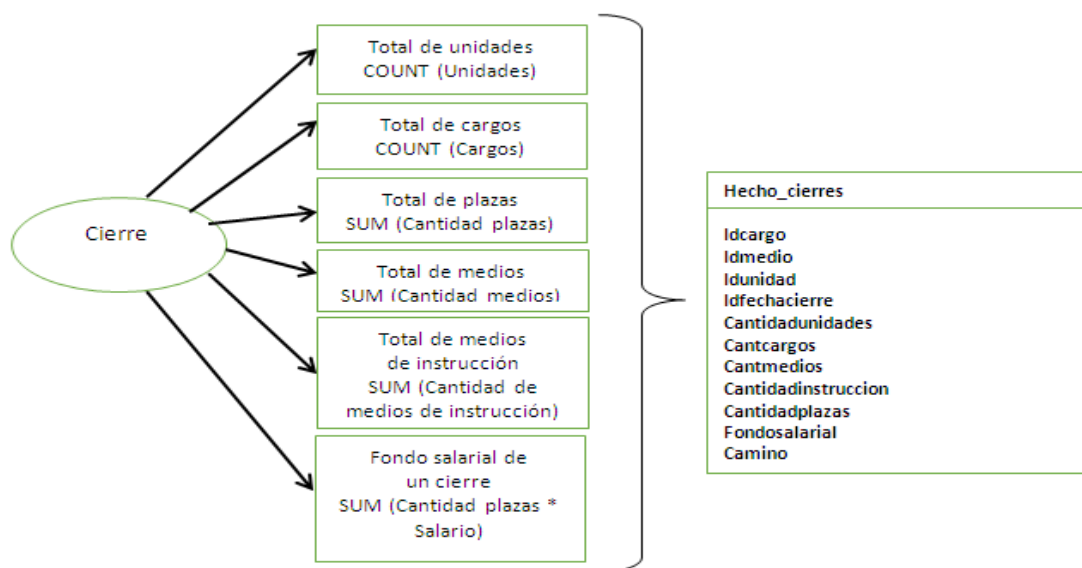 Cierre
Total de unidades
COUNT (Unidades)
Total de cargos
COUNT (Cargos)
Total de plazas
SUM (Cantidad plazas)
Total de medios
SUM (Cantidad medios)
Total de medios
de instrucción
SUM (Cantidad de
medios de instrucción)
Fondo salarial de
un cierre
SUM (Cantidad plazas *
Salario)
Hecho_cierres
Idcargo
Idmedio
Idunidad
Idfechacierre
Cantidadunidades
Cantcargos
Cantmedios
Cantidadinstruccion
Cantidadplazas
Fondosalarial
Camino